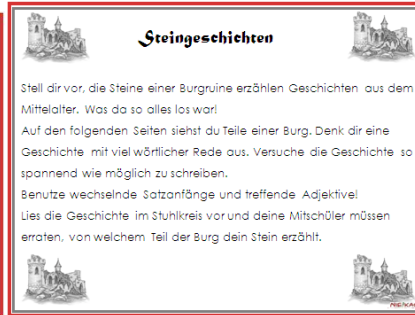 Steingeschichten
Stell dir vor, die Steine einer Burgruine erzählen Geschichten aus dem
Mittelalter. Was da so alles los war!
Auf den folgenden Seiten siehst du Teile einer Burg. Denk dir eine
Geschichte mit viel wörtlicher Rede aus. Versuche die Geschichte so
spannend wie möglich zu schreiben.
Benutze wechselnde Satzanfänge und treffende Adjektive!
Lies die Geschichte im Stuhlkreis vor und deine Mitschüler müssen
erraten, von welchem Teil der Burg dein Stein erzählt.